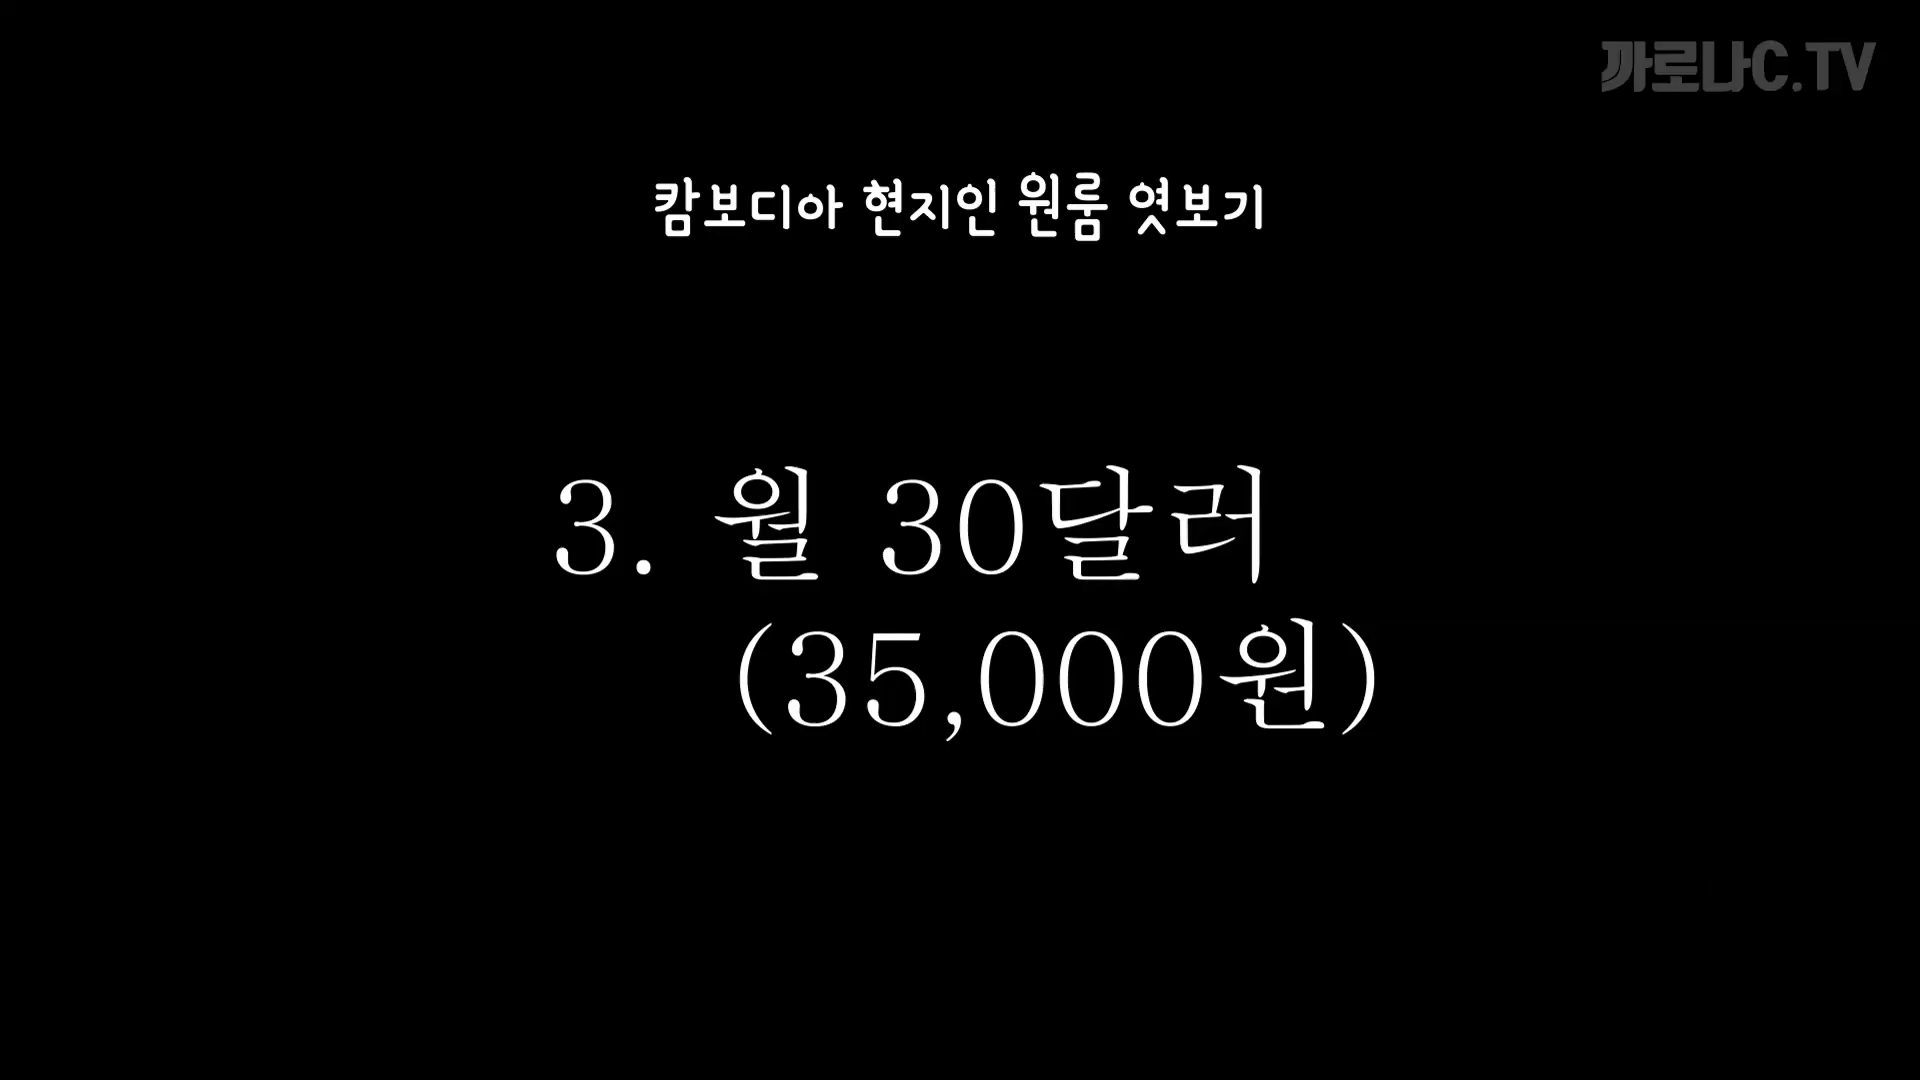 까로나C.TV
캄보디아 현지인 원룸 엿보기
3. 월 30달러
(35,000원)